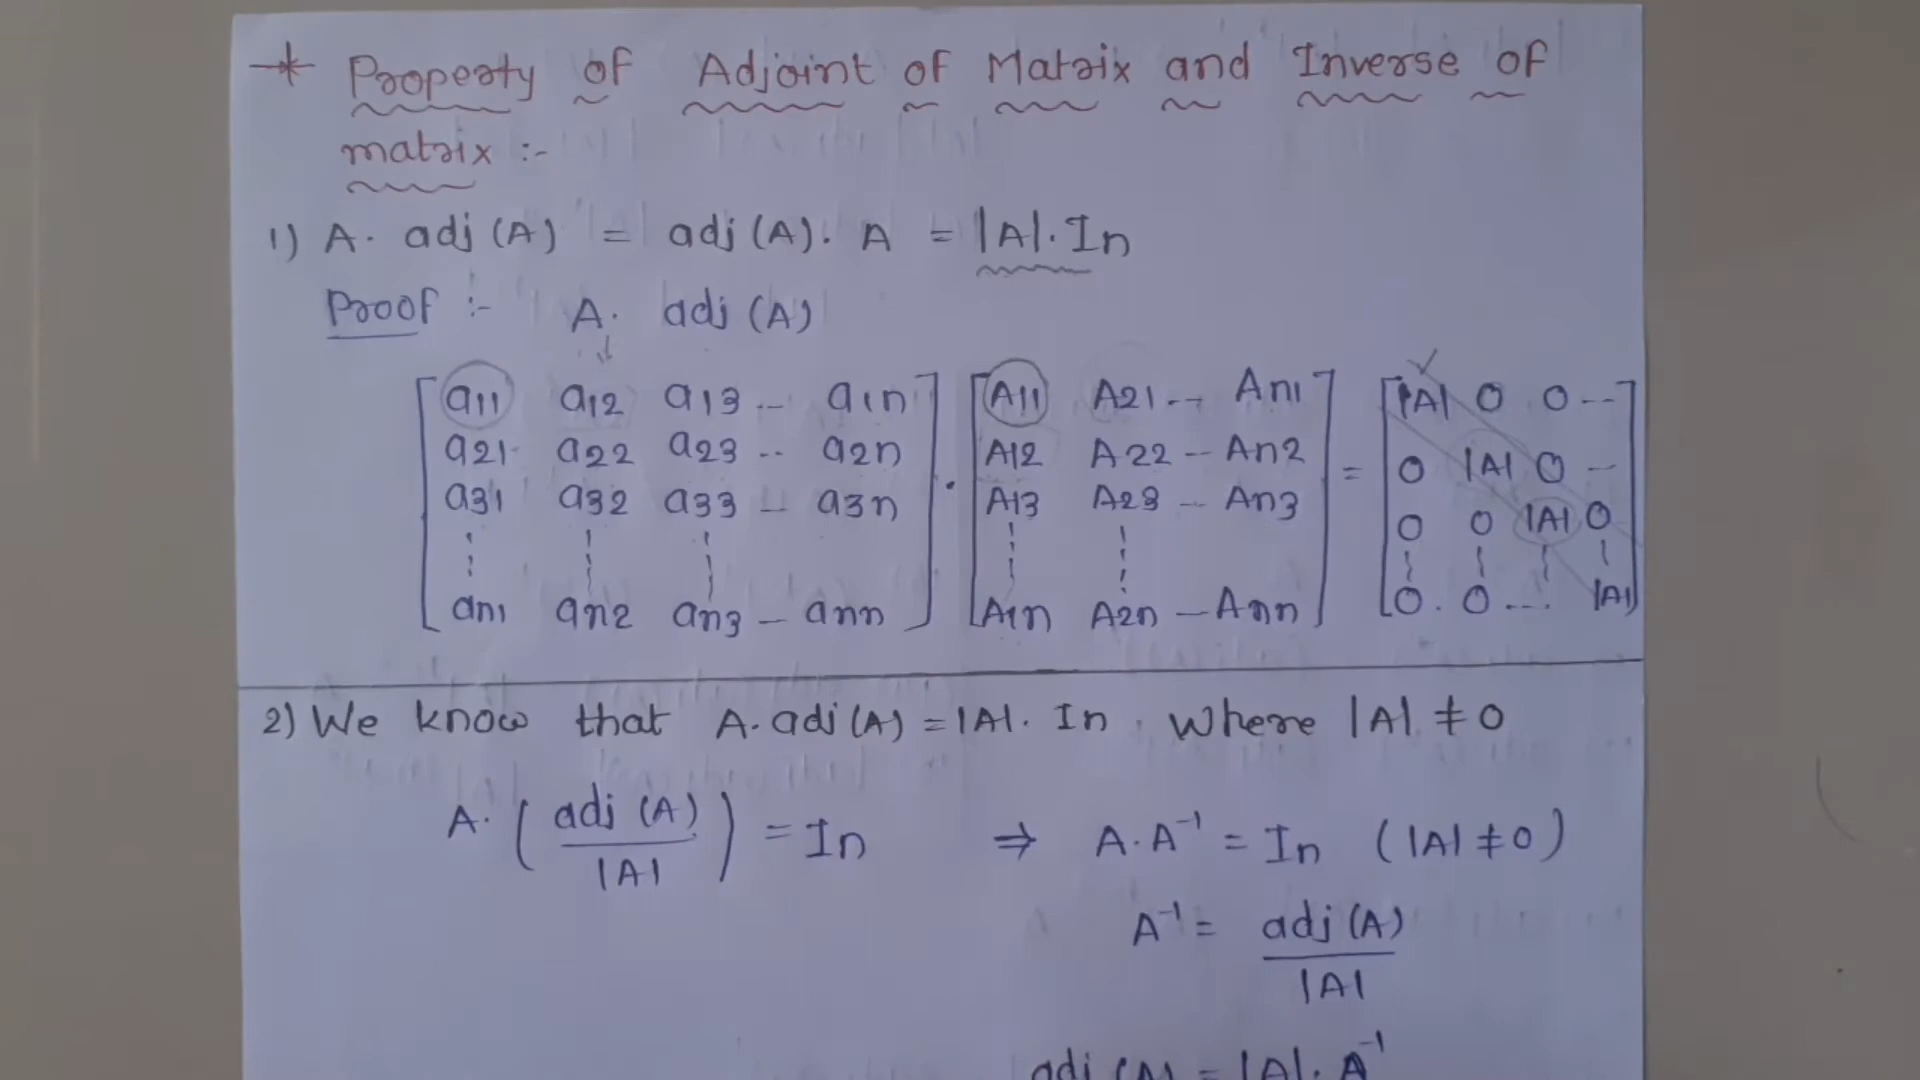 * Property of Adjoint of Matrix and Inverse of
matrix :-
1) A. adj (A) = adj (A). A = |A|. In
Proof :- A. adj (A)
[a11 a12 a13 -- a1n] . [A11 A21 -- An1] = [|A| 0 0 --]
[a21 a22 a23 -- a2n] [A12 A22 -- An2] [0 |A| 0 --]
[a31 a32 a33 -- a3n] [A13 A23 -- An3] [0 0 |A| 0]
[an1 an2 an3 -- ann] [A1n A2n -- Ann] [0. 0 --- |A|]
2) We know that A. adj (A) = |A|. In, Where |A| ≠ 0
A. (adj (A) / |A|) = In ⇒ A. A⁻¹ = In (|A| ≠ 0)
A⁻¹ = adj (A) / |A|
adj (A) = |A|. A⁻¹